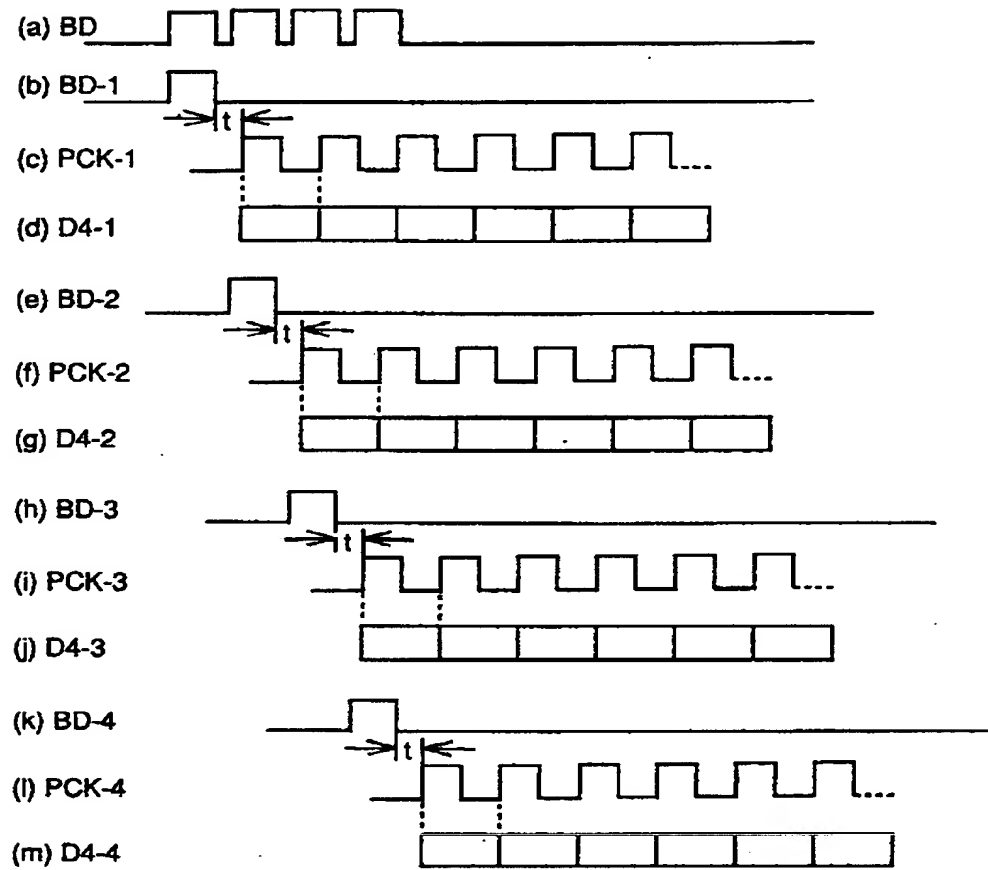 (a) BD
(b) BD-1
t
(c) PCK-1
(d) D4-1
(e) BD-2
t
(f) PCK-2
(g) D4-2
(h) BD-3
t
(i) PCK-3
(j) D4-3
(k) BD-4
t
(l) PCK-4
(m) D4-4